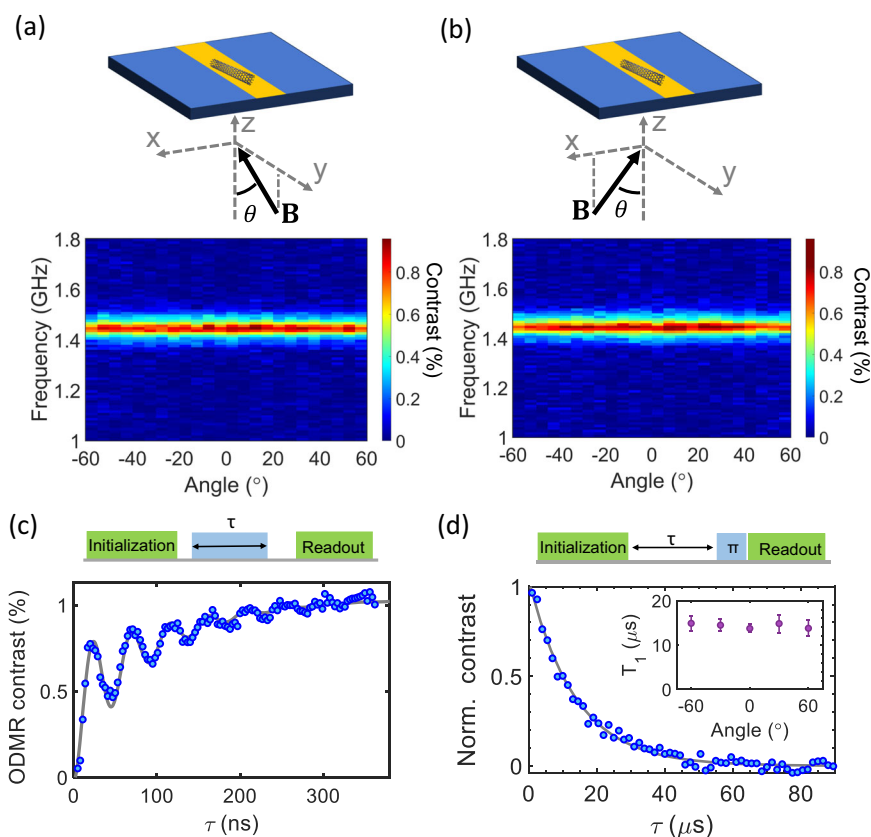 (a)
z
x
y
θ
B
Frequency (GHz)
1.8
1.6
1.4
1.2
1
-60 -40 -20 0 20 40 60
Angle (°)
0.8
0.6
0.4
0.2
0
Contrast (%)
(b)
z
x
y
B
θ
Frequency (GHz)
1.8
1.6
1.4
1.2
1
-60 -40 -20 0 20 40 60
Angle (°)
0.8
0.6
0.4
0.2
0
Contrast (%)
(c)
τ
Initialization Readout
ODMR contrast (%)
1
0.5
0
0 100 200 300
τ (ns)
(d)
τ
Initialization π Readout
Norm. contrast
1
0.5
0
0 20 40 60 80
τ (μs)
T1 (μs)
20
10
0
-60 0 60
Angle (°)